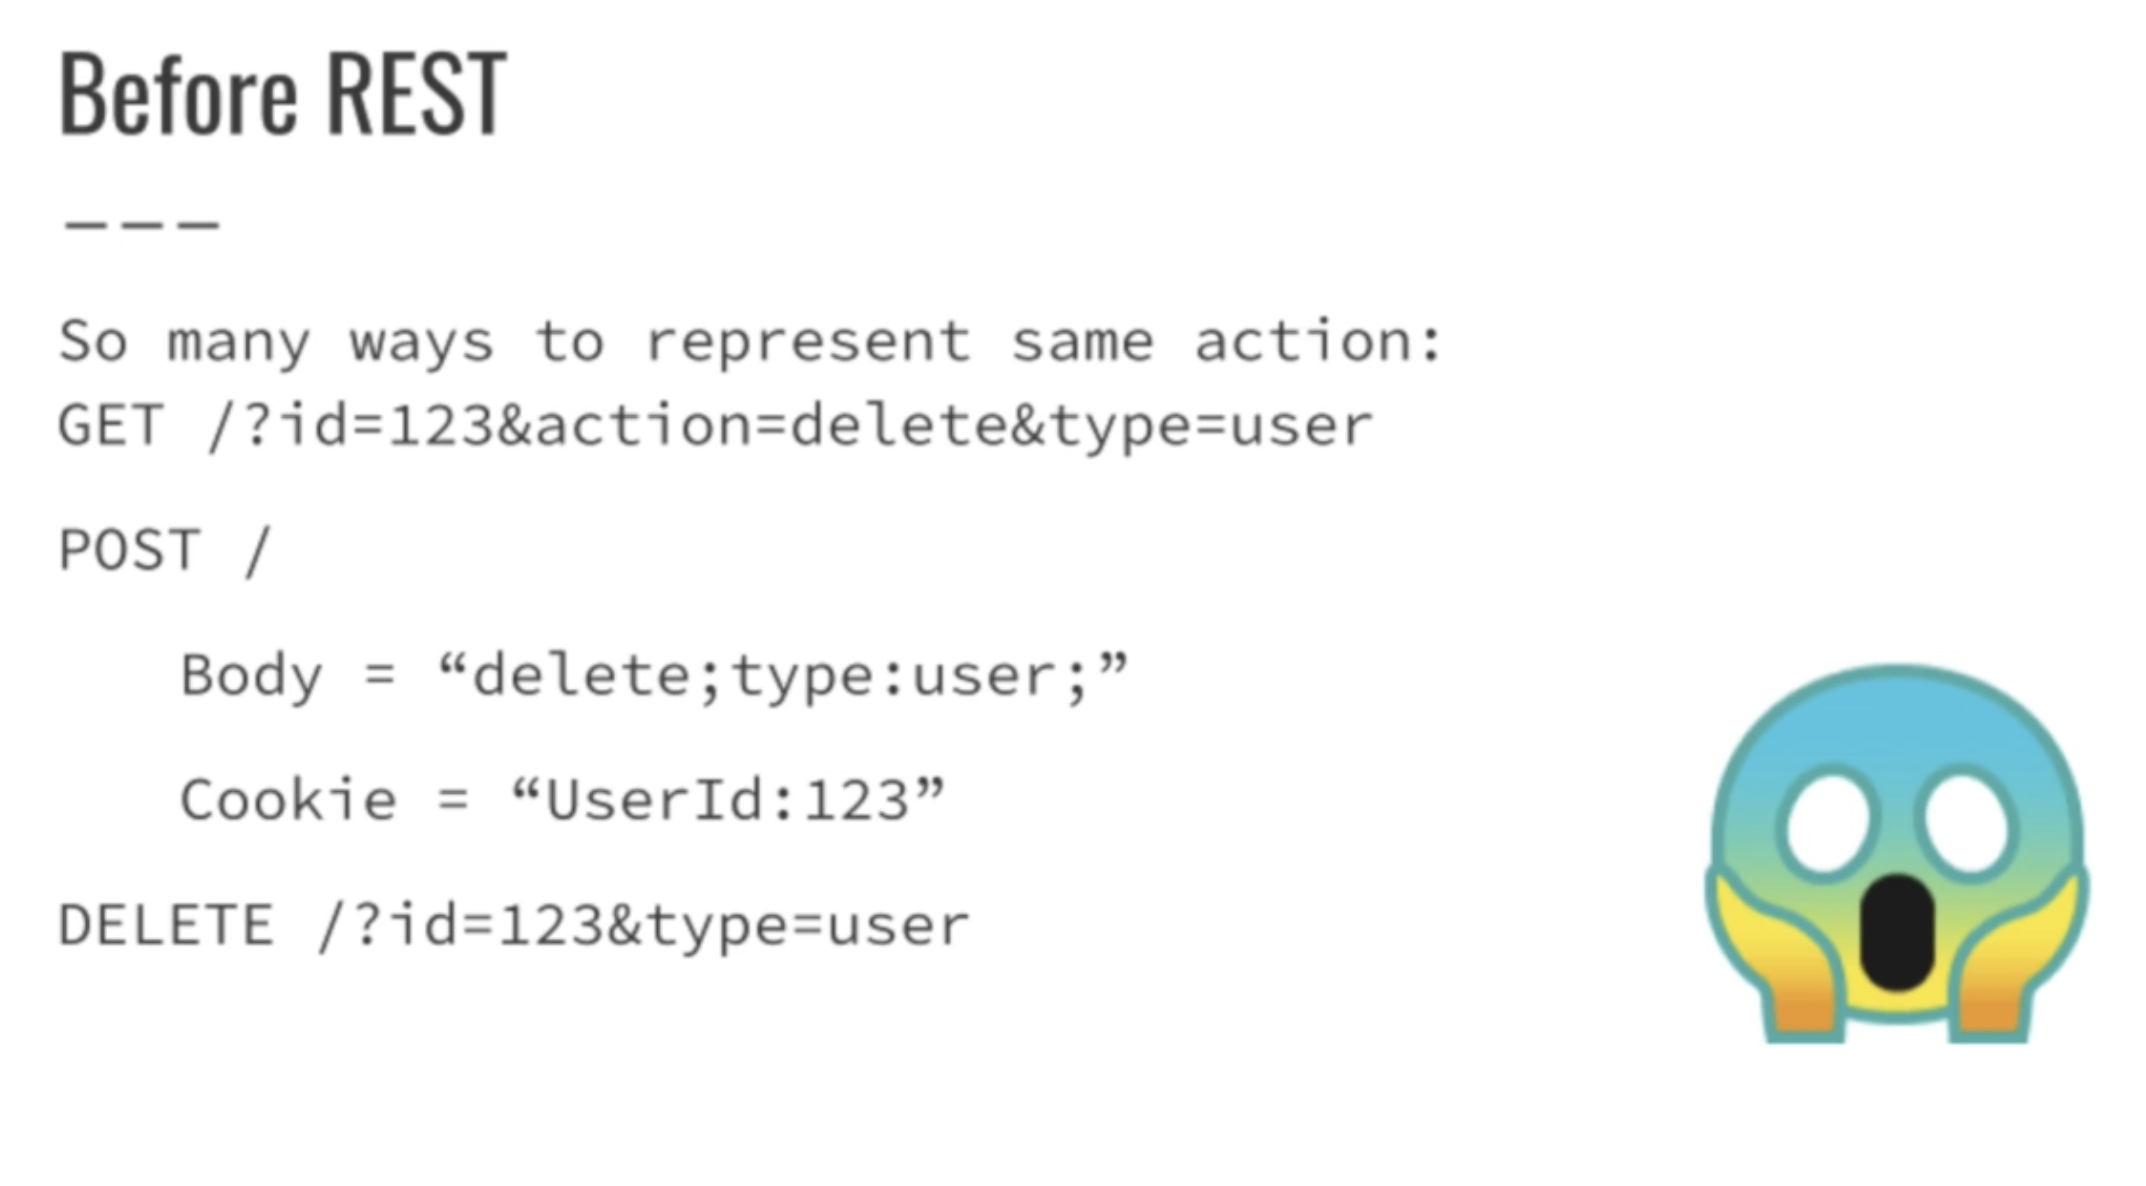 Before REST
———
So many ways to represent same action:
GET /?id=123&action=delete&type=user
POST /
Body = “delete;type:user;”
Cookie = “UserId:123”
DELETE /?id=123&type=user